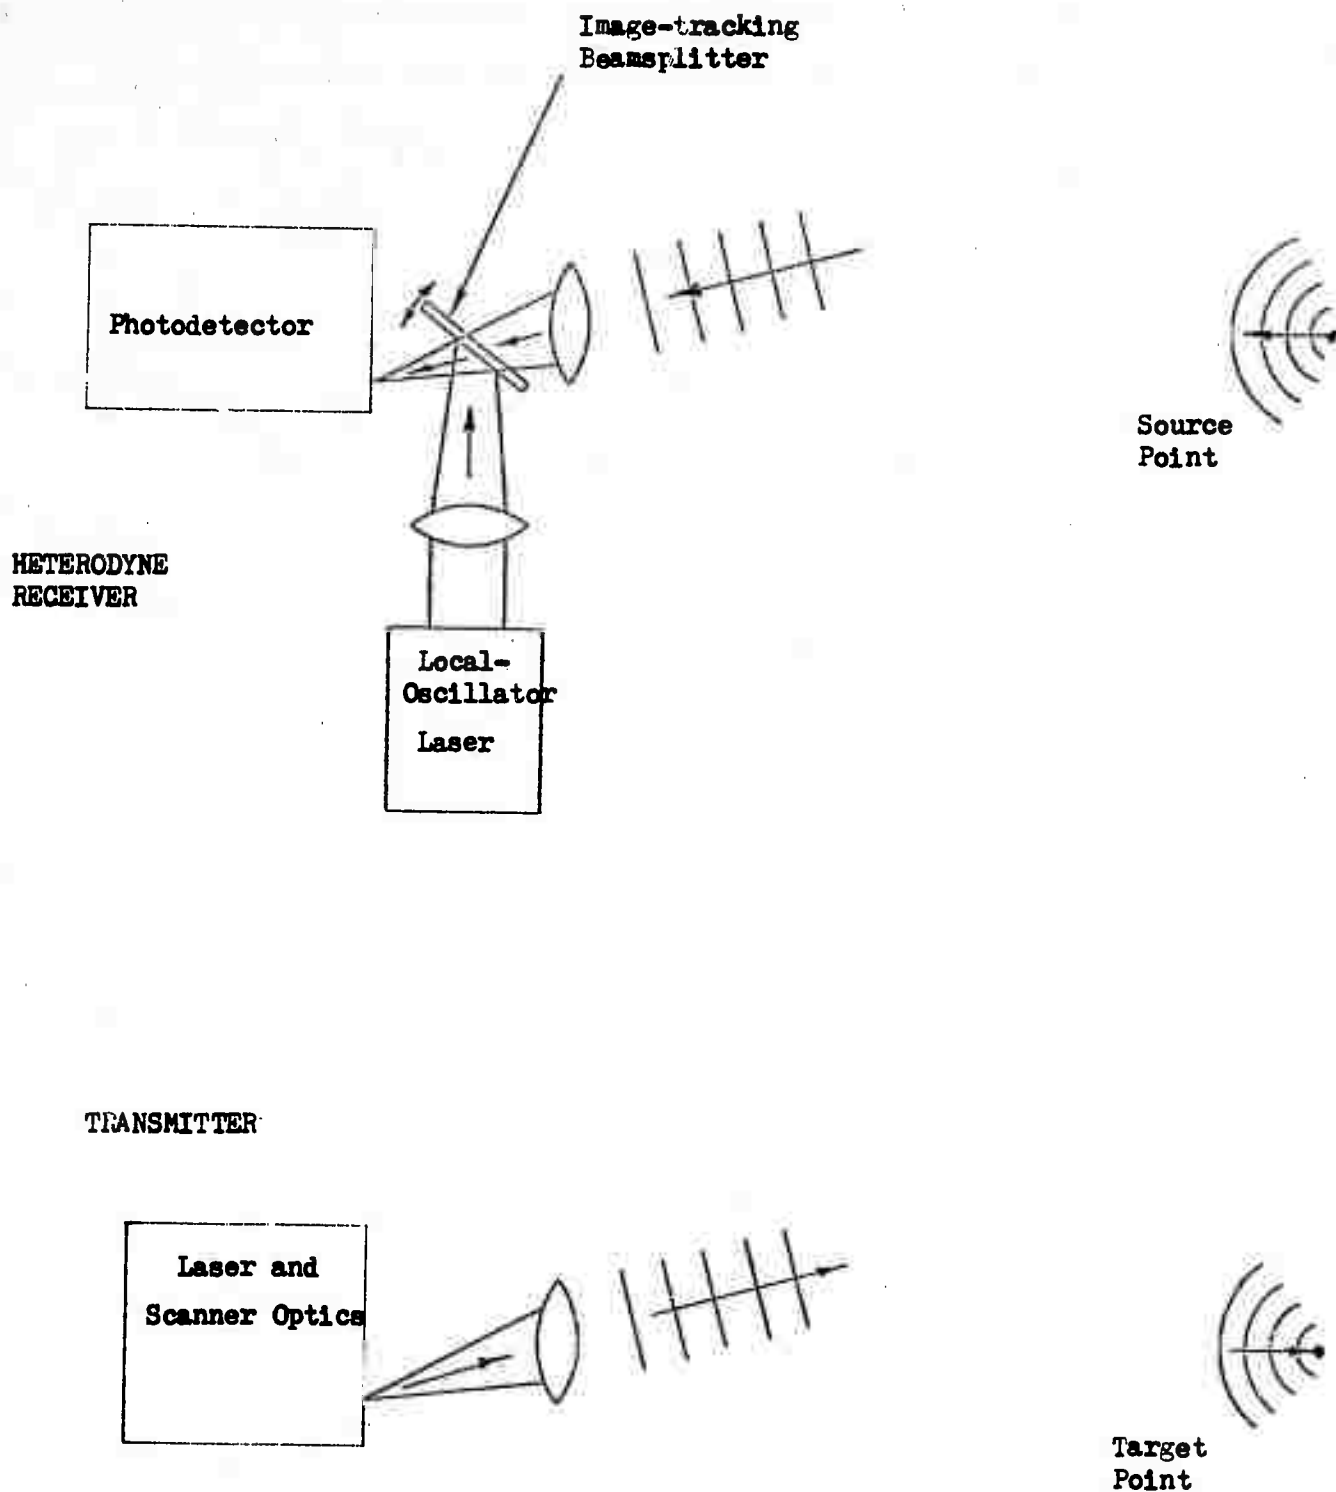 Image-tracking
Beamsplitter
Photodetector
Source
Point
HETERODYNE
RECEIVER
Local-
Oscillator
Laser
TRANSMITTER
Laser and
Scanner Optics
Target
Point